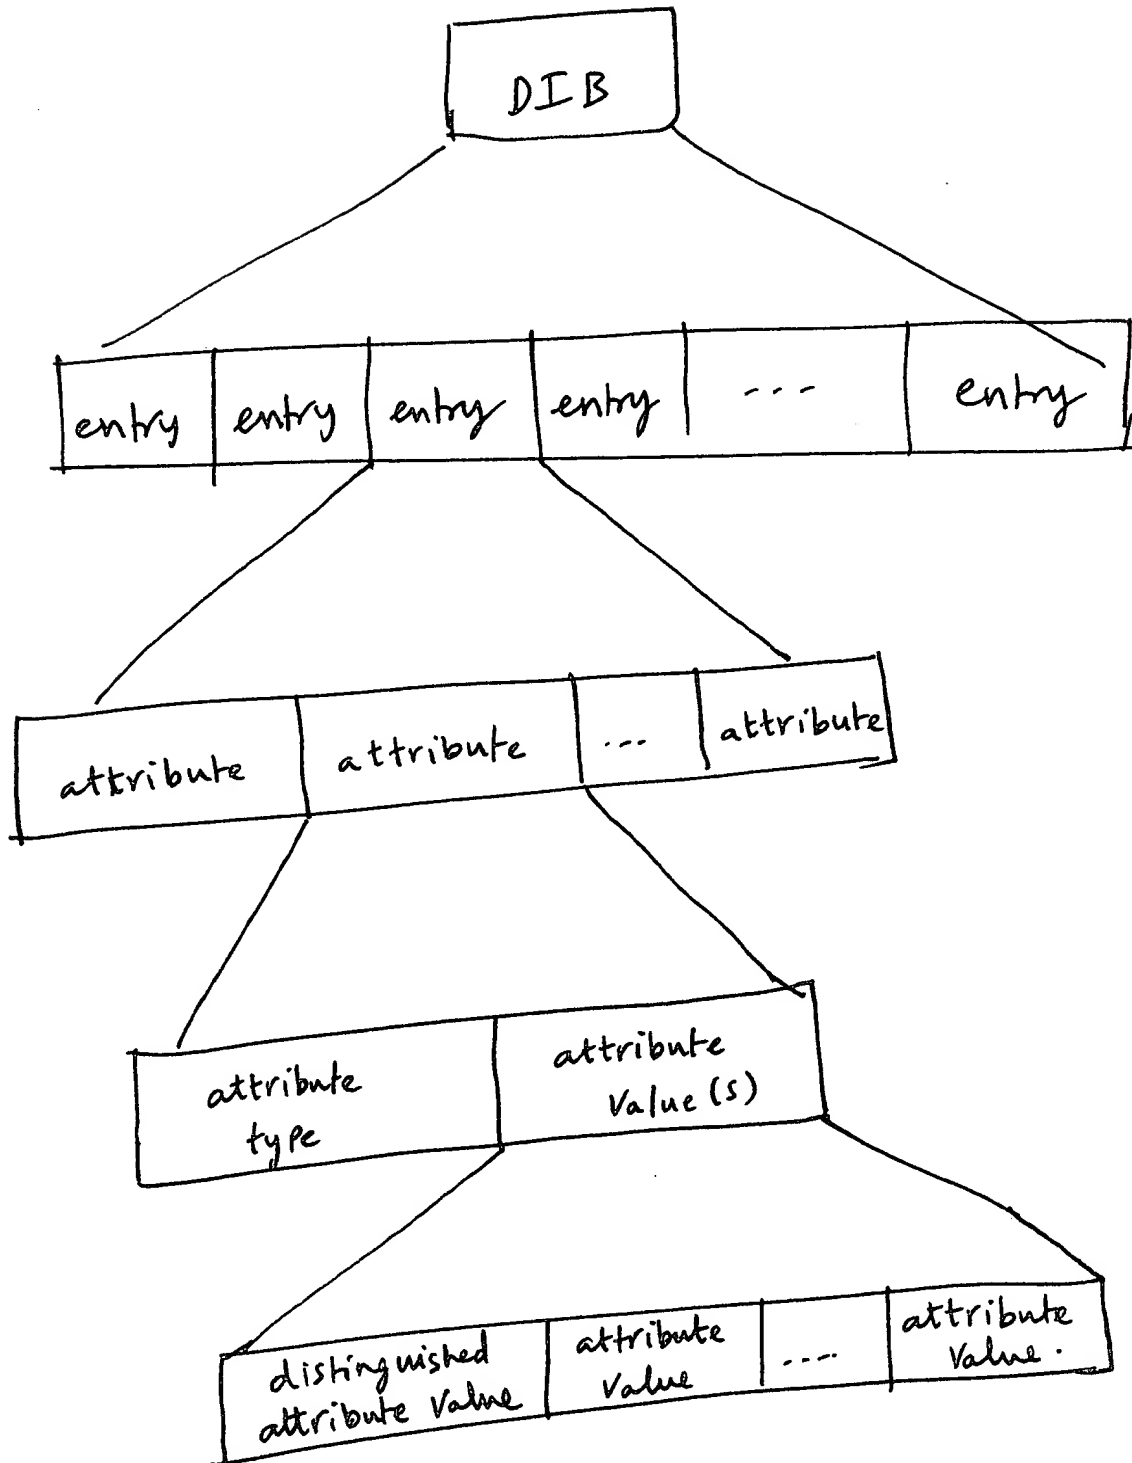 DIB
entry entry entry entry --- entry
attribute attribute --- attribute
attribute attribute
type Value(s)
distinguished attribute attribute
attribute Value Value ---- Value.